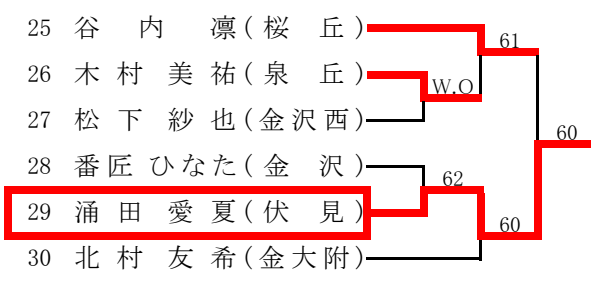 25 谷 内 凛(桜 丘) 61
26 木村美祐(泉 丘) W.O
27 松下紗也(金沢西) 60
28 番匠ひなた(金 沢) 62
29 涌田愛夏(伏 見) 60
30 北村友希(金大附)